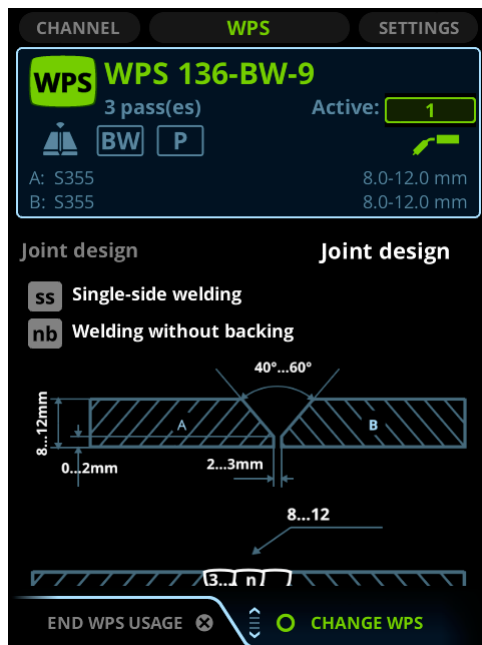 CHANNEL WPS SETTINGS
WPS WPS 136-BW-9
3 pass(es) Active: 1
BW P
A: S355 8.0-12.0 mm
B: S355 8.0-12.0 mm
Joint design Joint design
ss Single-side welding
nb Welding without backing
40°...60°
8...12mm
A B
0...2mm 2...3mm
8...12
3... n
END WPS USAGE CHANGE WPS